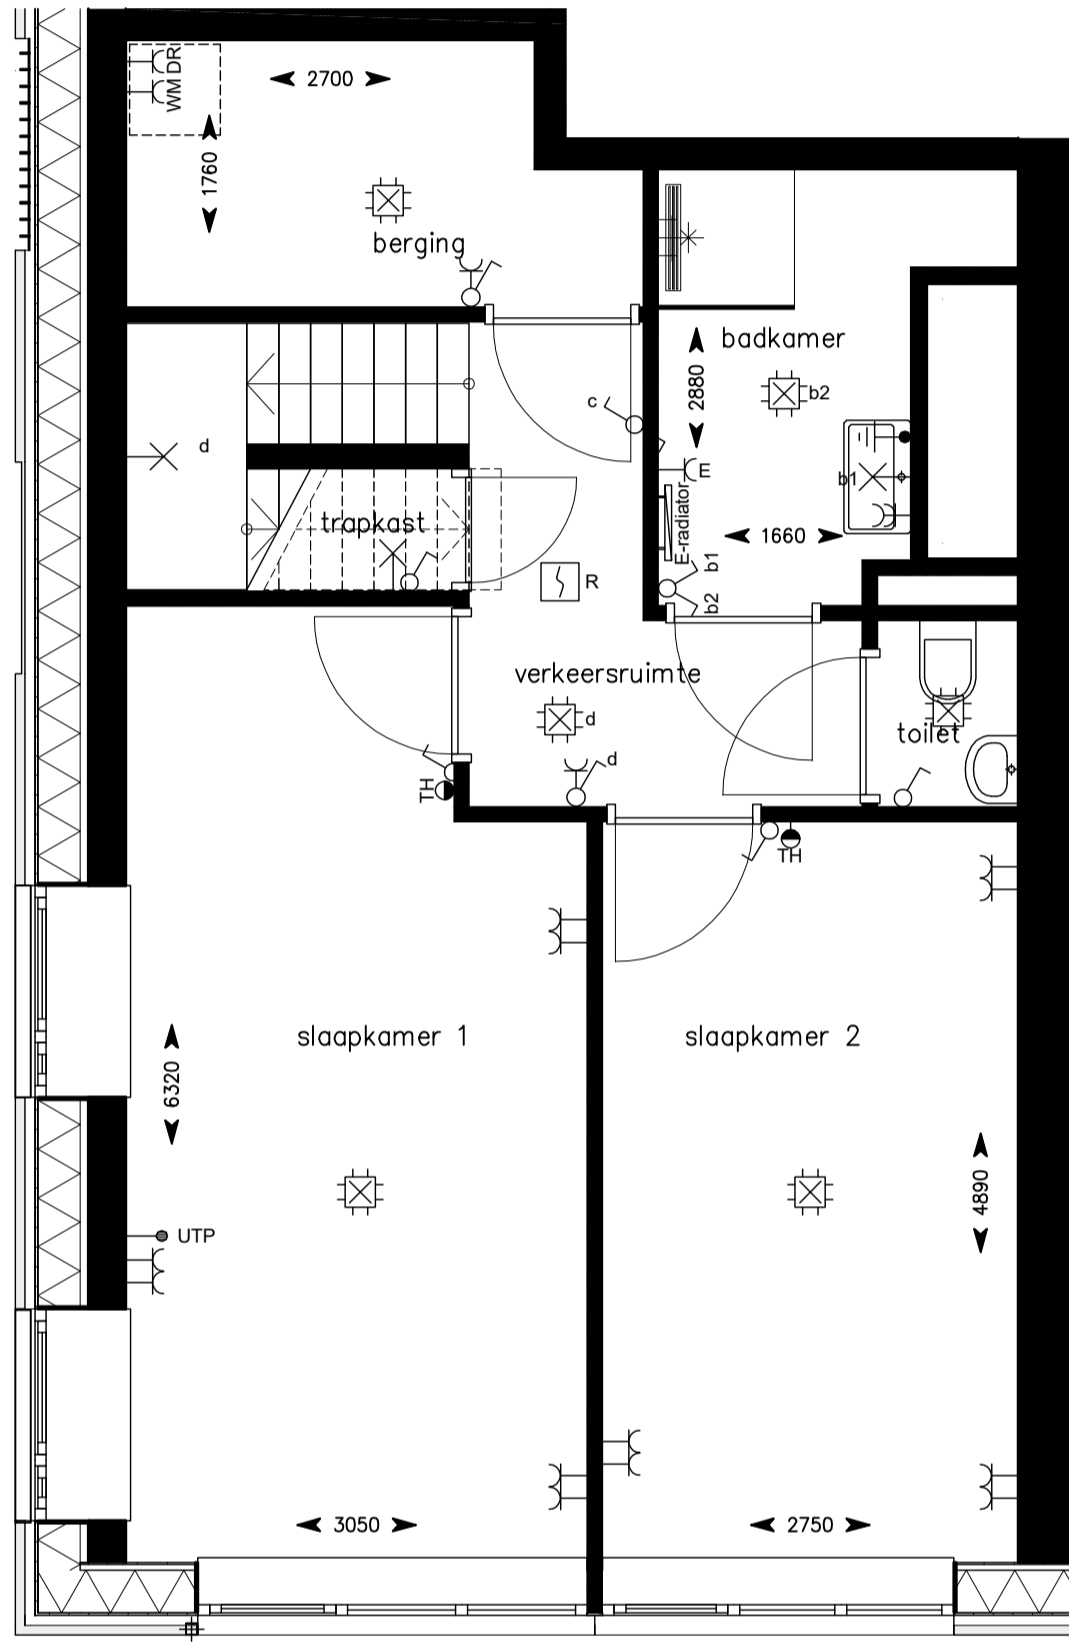 WM DR
2700
1760
berging
badkamer
2880
b2
c
d
b1
E
trapkast
E-radiator
1660
b1
R
b2
verkeersruimte
d
toilet
d
TH
TH
slaapkamer 1
slaapkamer 2
6320
4890
UTP
3050
2750